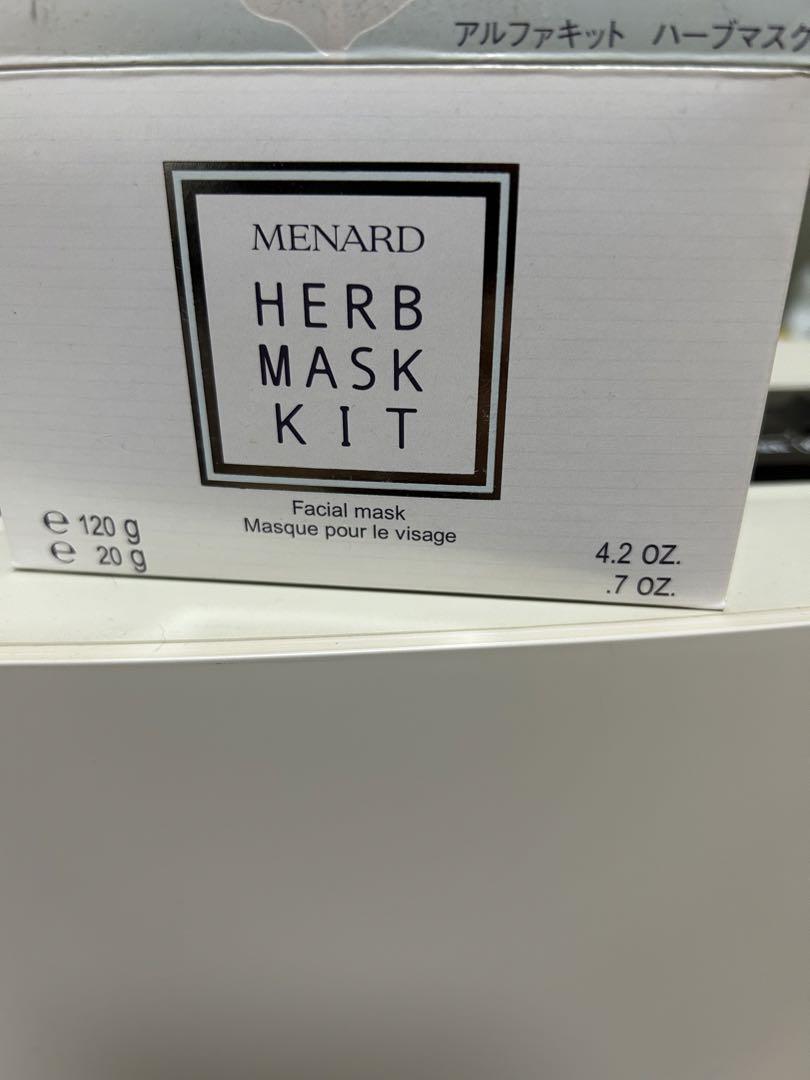 アルファキット ハーブマスク
MENARD
HERB
MASK
KIT
Facial mask
Masque pour le visage
℮ 120 g
℮ 20 g
4.2 OZ.
.7 OZ.